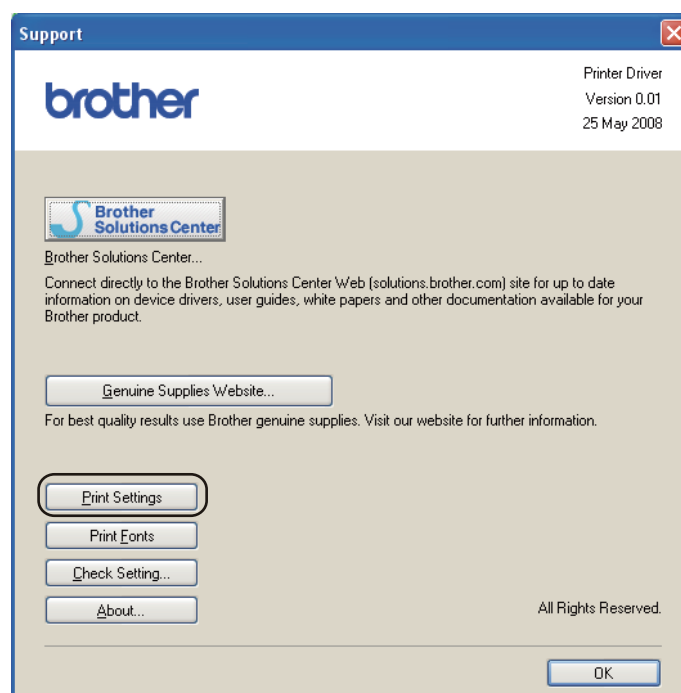 Support
brother
Printer Driver
Version 0.01
25 May 2008
Brother
Solutions Center
Brother Solutions Center...
Connect directly to the Brother Solutions Center Web (solutions.brother.com) site for up to date
information on device drivers, user guides, white papers and other documentation available for your
Brother product.
Genuine Supplies Website...
For best quality results use Brother genuine supplies. Visit our website for further information.
Print Settings
Print Fonts
Check Setting...
About...
All Rights Reserved.
OK